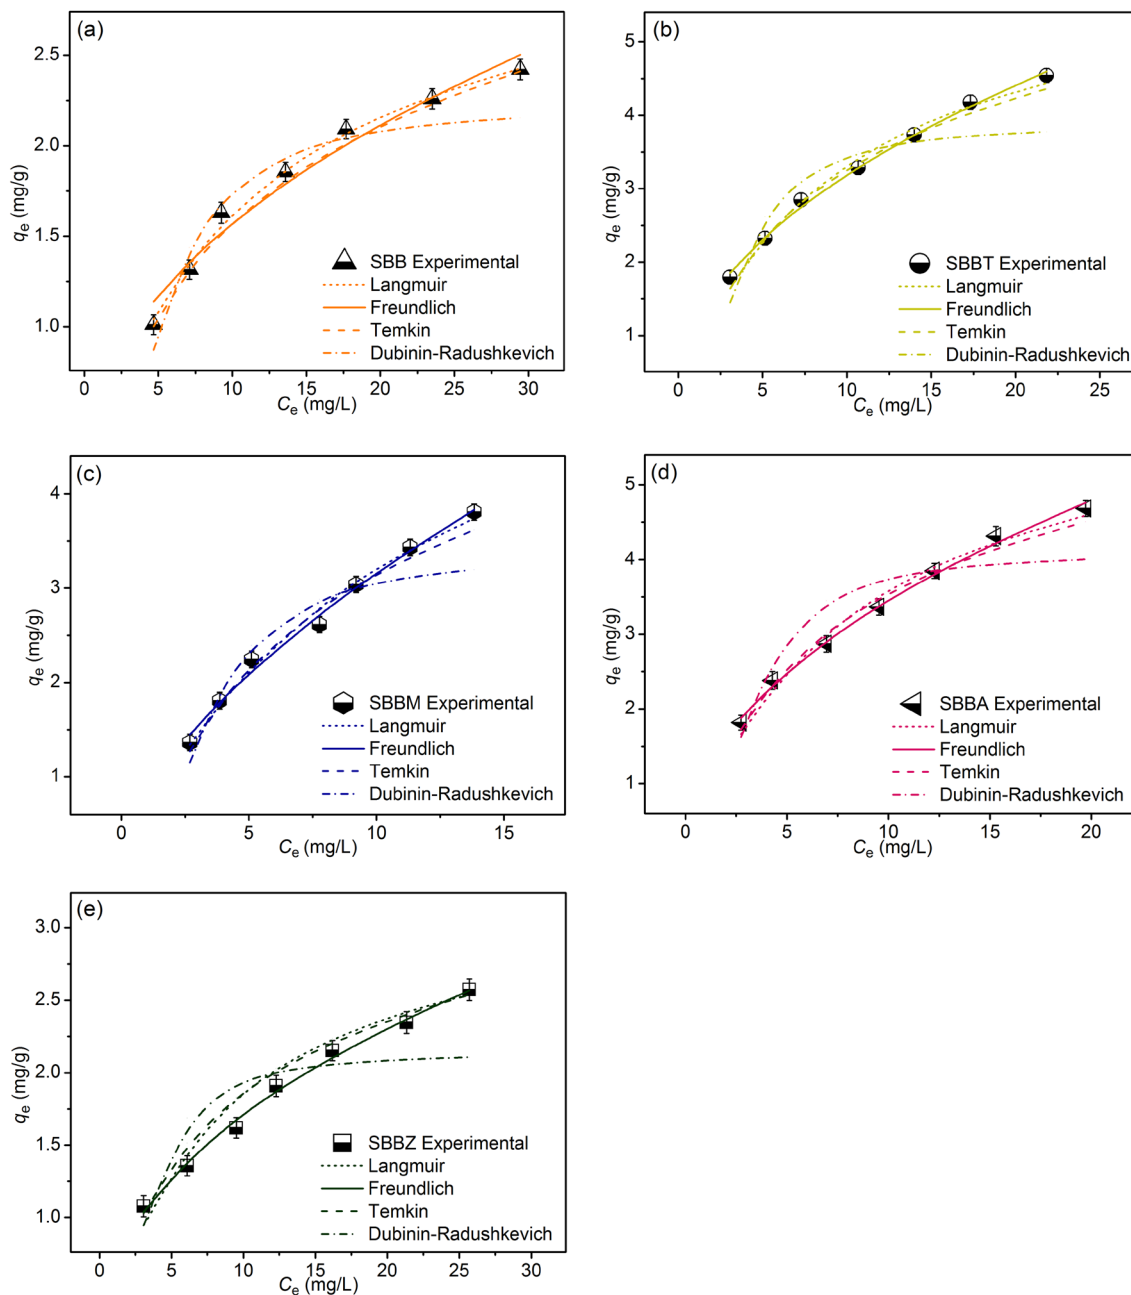 (a)
2.5
2.0
1.5
1.0
qe (mg/g)
SBB Experimental
Langmuir
Freundlich
Temkin
Dubinin-Radushkevich
0 5 10 15 20 25 30
Ce (mg/L)
(b)
5
4
3
2
1
qe (mg/g)
SBBT Experimental
Langmuir
Freundlich
Temkin
Dubinin-Radushkevich
0 5 10 15 20 25
Ce (mg/L)
(c)
4
3
2
1
qe (mg/g)
SBBM Experimental
Langmuir
Freundlich
Temkin
Dubinin-Radushkevich
0 5 10 15
Ce (mg/L)
(d)
5
4
3
2
1
qe (mg/g)
SBBA Experimental
Langmuir
Freundlich
Temkin
Dubinin-Radushkevich
0 5 10 15 20
Ce (mg/L)
(e)
3.0
2.5
2.0
1.5
1.0
qe (mg/g)
SBBZ Experimental
Langmuir
Freundlich
Temkin
Dubinin-Radushkevich
0 5 10 15 20 25 30
Ce (mg/L)